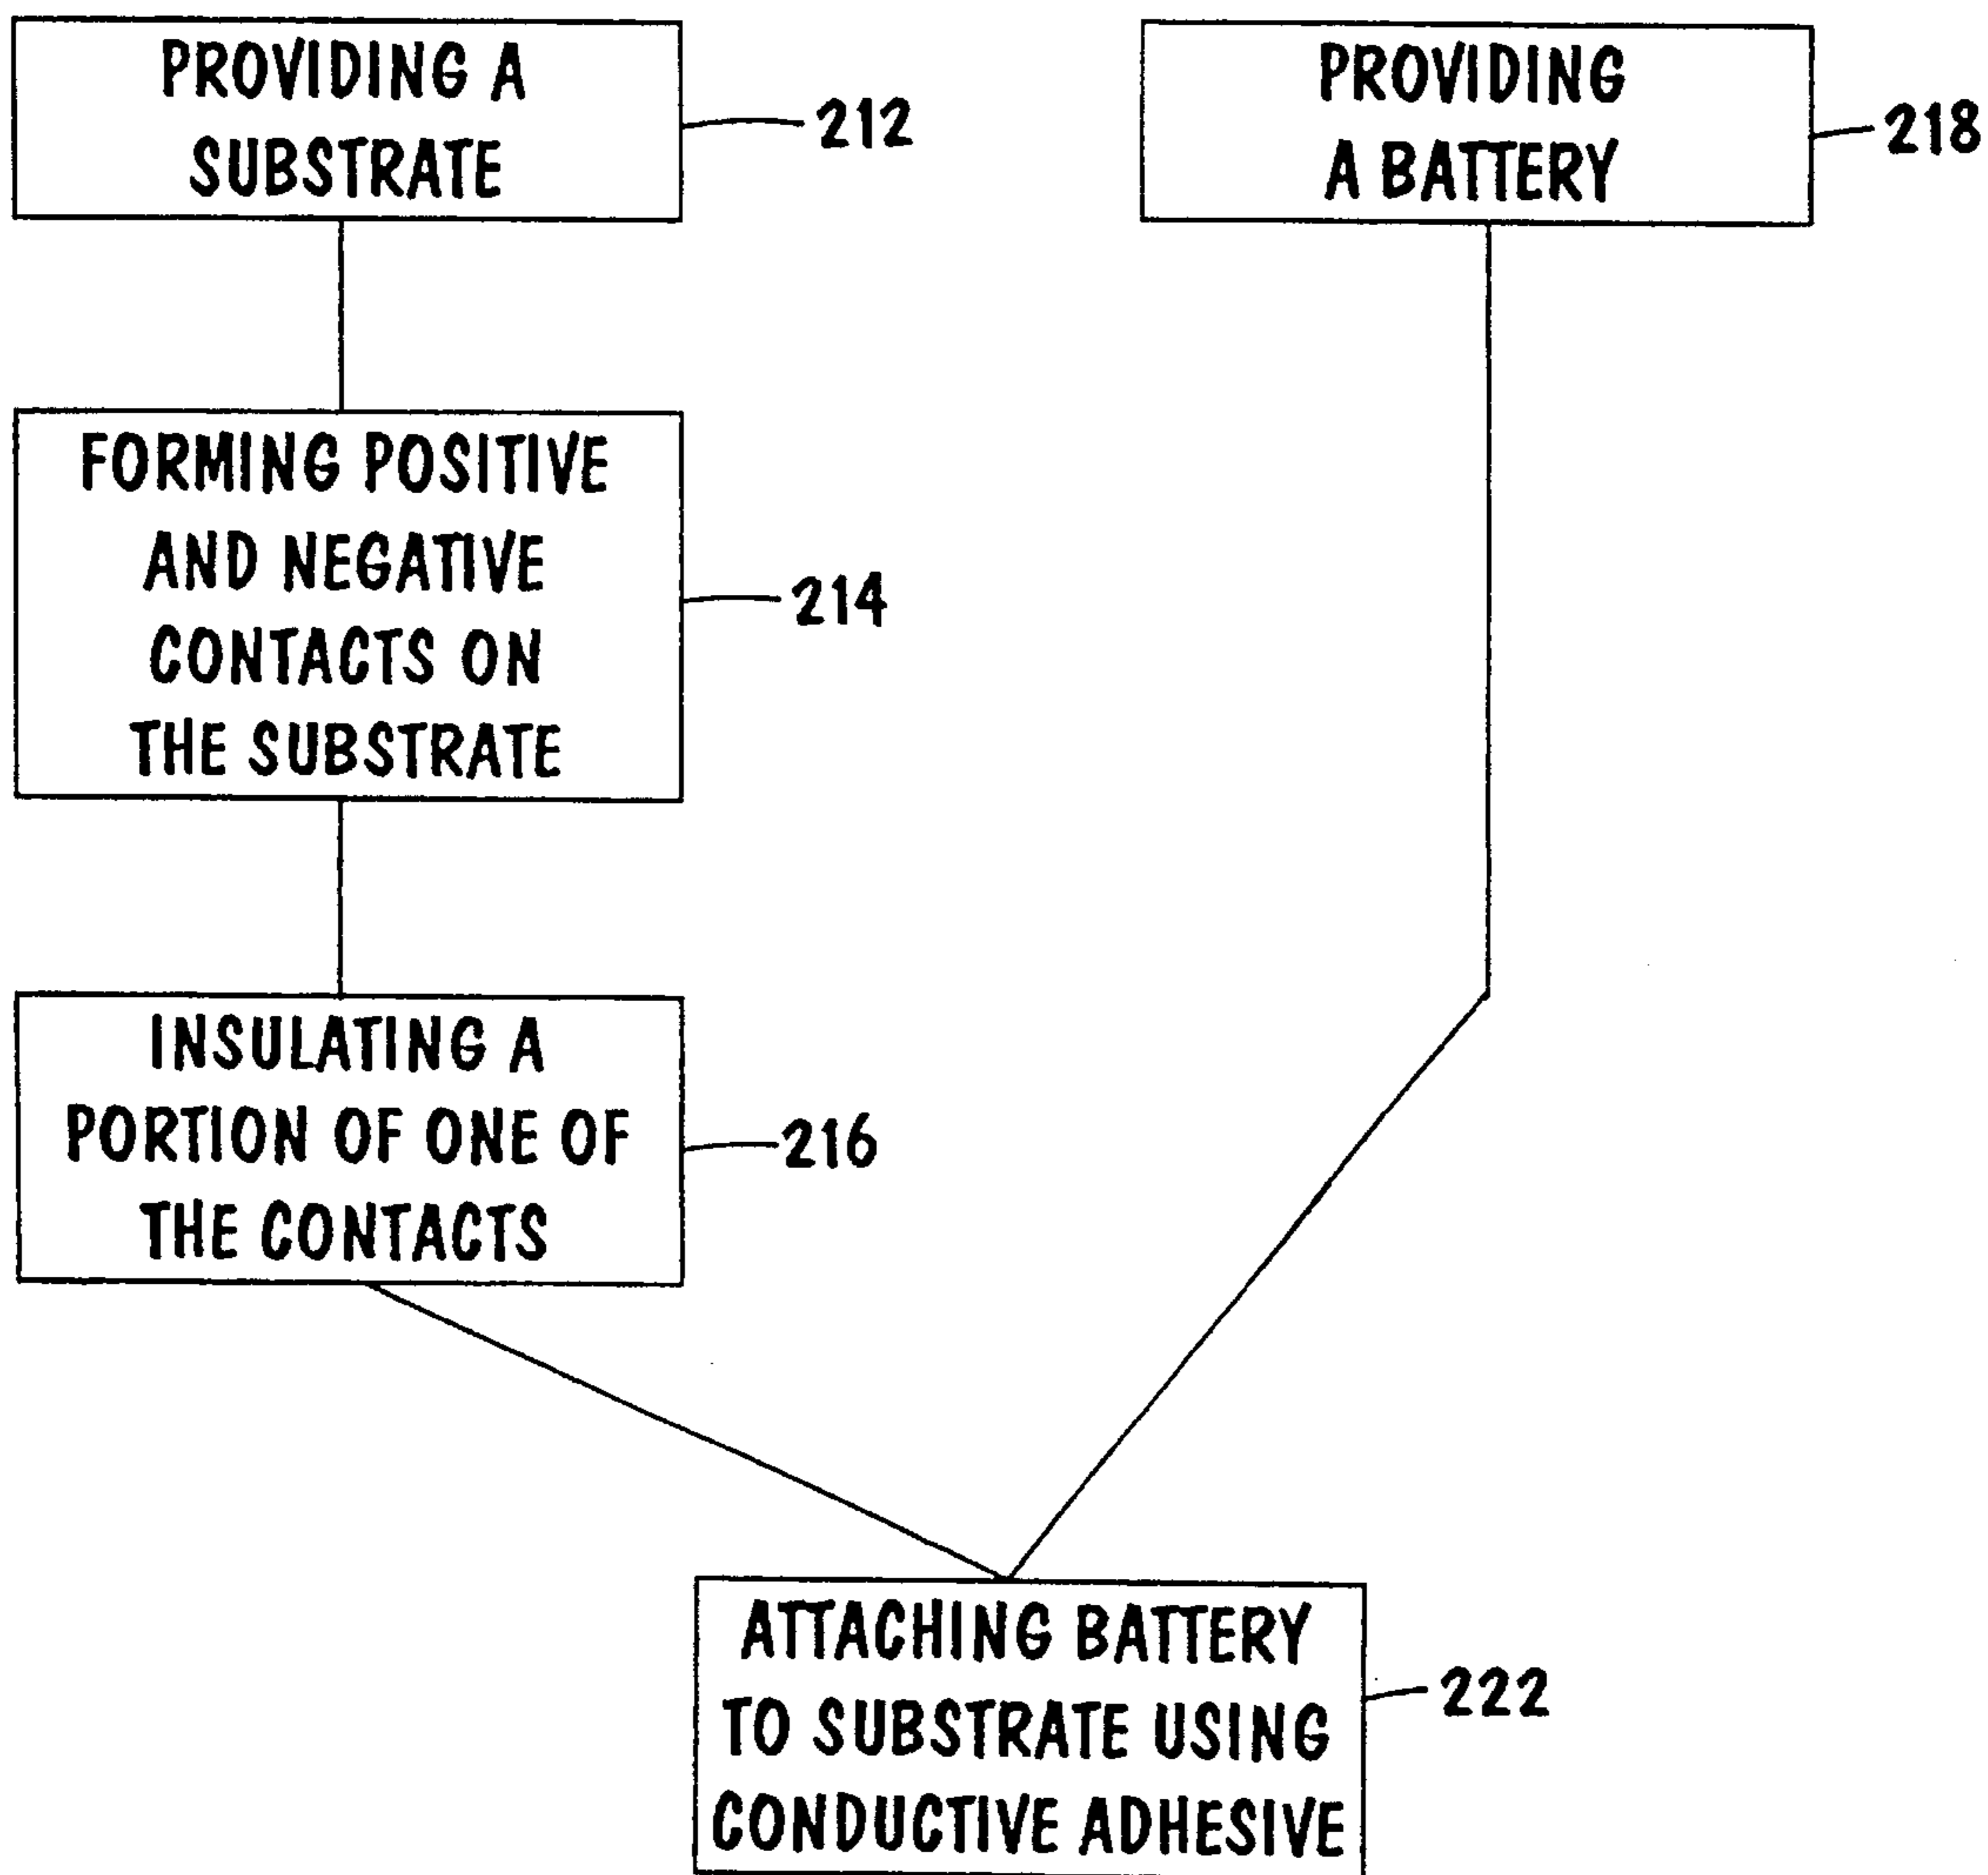 PROVIDING A
SUBSTRATE
212
PROVIDING
A BATTERY
218
FORMING POSITIVE
AND NEGATIVE
CONTACTS ON
THE SUBSTRATE
214
INSULATING A
PORTION OF ONE OF
THE CONTACTS
216
ATTACHING BATTERY
TO SUBSTRATE USING
CONDUCTIVE ADHESIVE
222